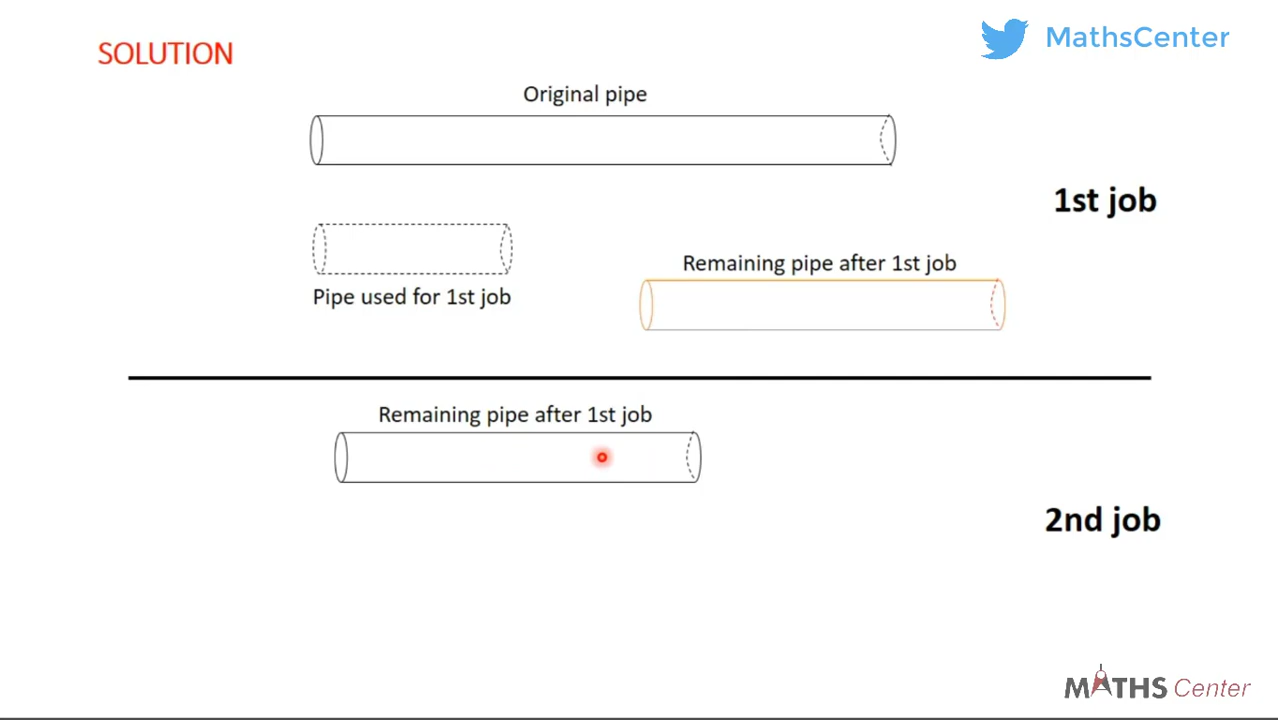 SOLUTION
MathsCenter
Original pipe
1st job
Remaining pipe after 1st job
Pipe used for 1st job
Remaining pipe after 1st job
2nd job
MATHS Center